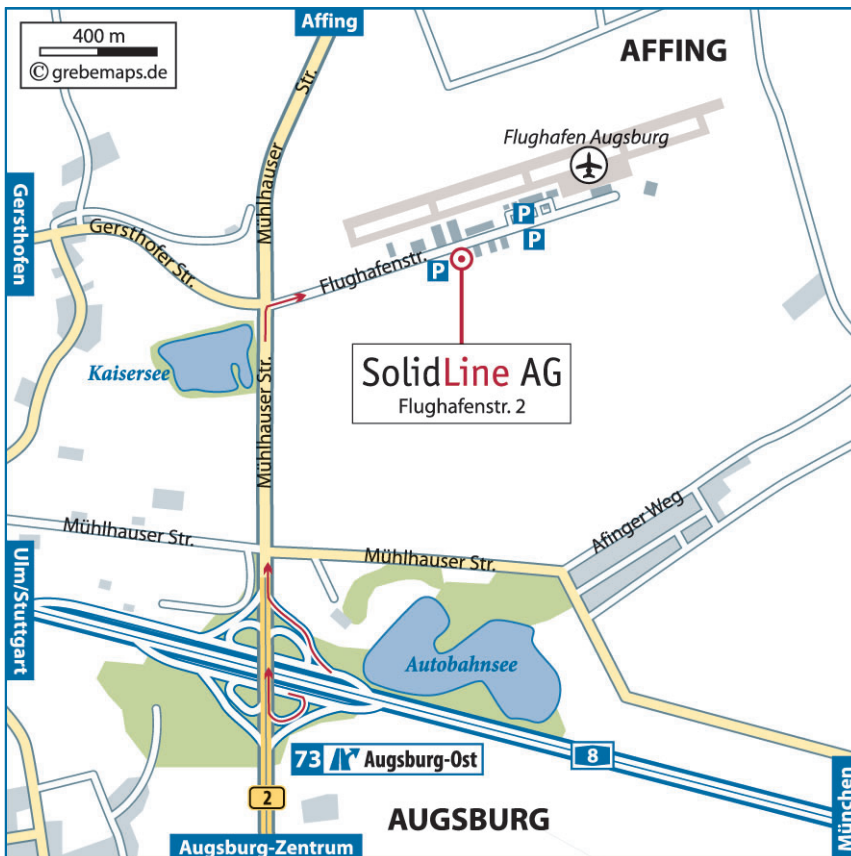 400 m
© grebemaps.de
Affing
AFFING
Str.
Mühlhauser
Flughafen Augsburg
Gersthofen
Gersthofer Str.
P
P
P
Flughafenstr.
Kaisersee
SolidLine AG
Flughafenstr. 2
Mühlhauser Str.
Mühlhauser Str.
Mühlhauser Str.
Afinger Weg
Ulm/Stuttgart
Autobahnsee
73 Augsburg-Ost
8
2
AUGSBURG
München
Augsburg-Zentrum